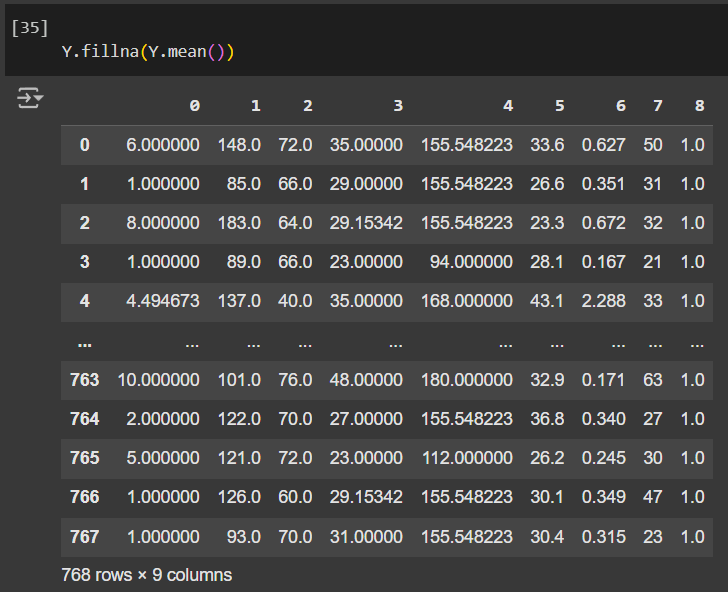 [35]
Y.fillna(Y.mean())
0 1 2 3 4 5 6 7 8
0 6.000000 148.0 72.0 35.00000 155.548223 33.6 0.627 50 1.0
1 1.000000 85.0 66.0 29.00000 155.548223 26.6 0.351 31 1.0
2 8.000000 183.0 64.0 29.15342 155.548223 23.3 0.672 32 1.0
3 1.000000 89.0 66.0 23.00000 94.000000 28.1 0.167 21 1.0
4 4.494673 137.0 40.0 35.00000 168.000000 43.1 2.288 33 1.0
... ... ... ... ... ... ... ... ... ...
763 10.000000 101.0 76.0 48.00000 180.000000 32.9 0.171 63 1.0
764 2.000000 122.0 70.0 27.00000 155.548223 36.8 0.340 27 1.0
765 5.000000 121.0 72.0 23.00000 112.000000 26.2 0.245 30 1.0
766 1.000000 126.0 60.0 29.15342 155.548223 30.1 0.349 47 1.0
767 1.000000 93.0 70.0 31.00000 155.548223 30.4 0.315 23 1.0
768 rows × 9 columns